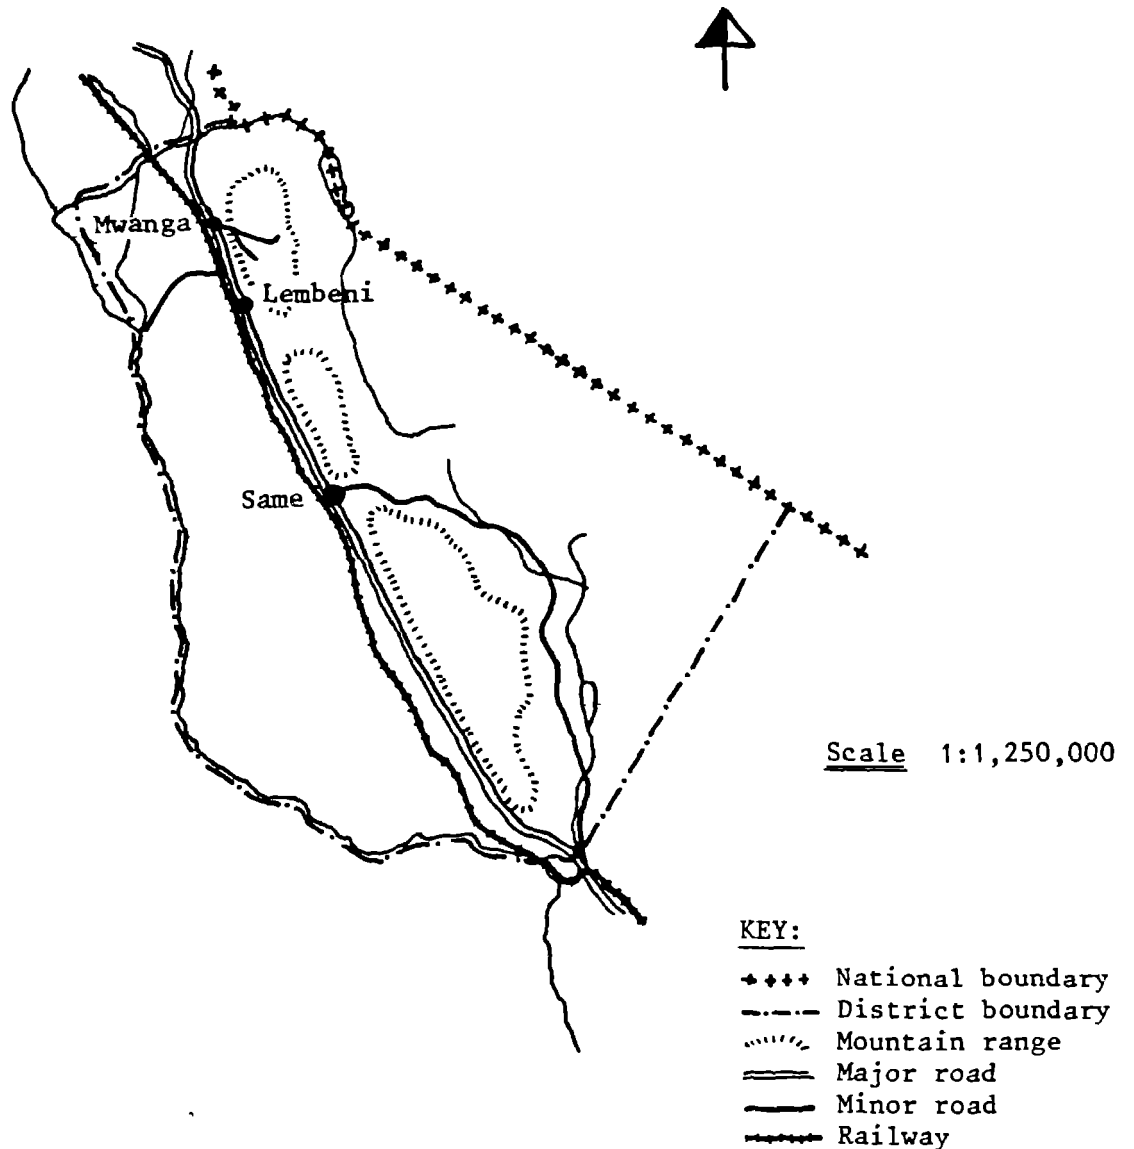 Mwanga
Lembeni
Same
Scale 1:1,250,000
KEY:
National boundary
District boundary
Mountain range
Major road
Minor road
Railway